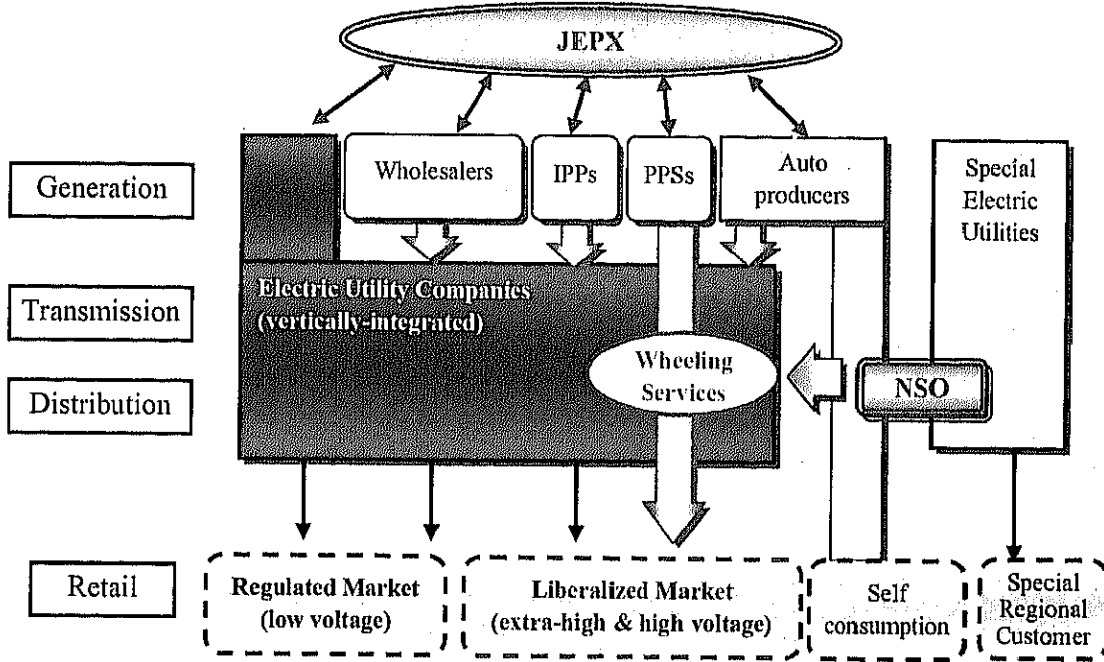 JEPX
Generation
Wholesalers
IPPs
PPSs
Auto
producers
Special
Electric
Utilities
Transmission
Electric Utility Companies
(vertically-integrated)
Wheeling
Services
Distribution
NSO
Retail
Regulated Market
(low voltage)
Liberalized Market
(extra-high & high voltage)
Self
consumption
Special
Regional
Customer